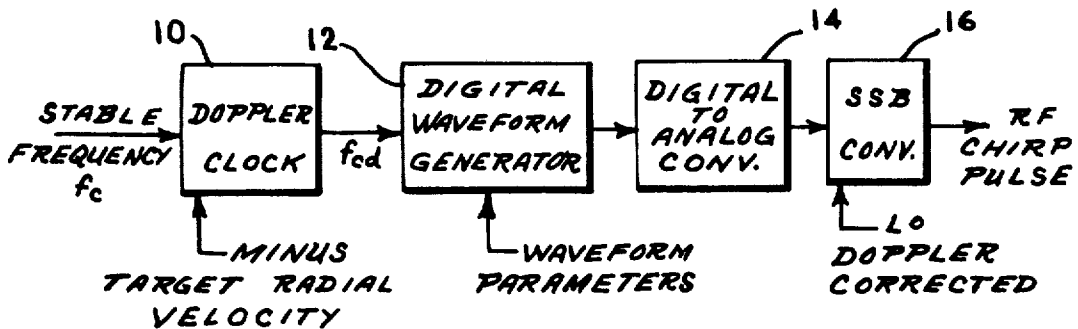 10
12
14
16
STABLE
FREQUENCY
fc
DOPPLER
CLOCK
fcd
DIGITAL
WAVEFORM
GENERATOR
DIGITAL
TO
ANALOG
CONV.
SSB
CONV.
RF
CHIRP
PULSE
MINUS
TARGET RADIAL
VELOCITY
WAVEFORM
PARAMETERS
LO
DOPPLER
CORRECTED